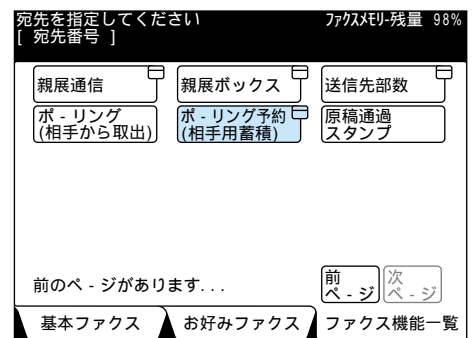 宛先を指定してください ファクスメモリ-残量 98%
[ 宛先番号 ]
親展通信 親展ボックス 送信先部数
ポ - リング
(相手から取出)
ポ - リング予約
(相手用蓄積)
原稿通過
スタンプ
前のペ - ジがあります...
前
ペ - ジ
次
ペ - ジ
基本ファクス お好みファクス ファクス機能一覧